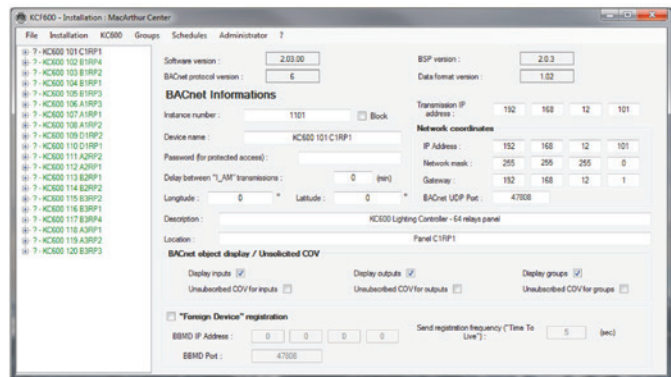 KCF600 - Installation : MacArthur Center
File Installation KC600 Groups Schedules Administrator ?
? - KC600 101 C1RP1
? - KC600 102 B1RP4
? - KC600 103 B1RP2
? - KC600 104 B1RP1
? - KC600 105 B1RP3
? - KC600 106 A1RP3
? - KC600 107 A1RP1
? - KC600 108 A1RP2
? - KC600 109 D1RP2
? - KC600 110 D1RP1
? - KC600 111 A2RP2
? - KC600 112 A2RP1
? - KC600 113 B2RP1
? - KC600 114 B2RP2
? - KC600 115 B3RP2
? - KC600 116 B3RP1
? - KC600 117 B3RP4
? - KC600 118 A3RP1
? - KC600 119 A3RP2
? - KC600 120 B3RP3
Software version : 2.03.00 BSP version : 2.0.3
BACnet protocol version : 6 Data format version : 1.02
BACnet Informations
Instance number : 1101 Block
Transmission IP address : 192 168 12 101
Device name : KC600 101 C1RP1
Network coordinates
IP Address : 192 168 12 101
Password (for protected access) :
Network mask : 255 255 255 0
Delay between "I_AM" transmissions : 0 (min)
Gateway : 192 168 12 1
Longitude : 0 ° Latitude : 0 °
BACnet UDP Port : 47808
Description : KC600 Lighting Controller - 64 relays panel
Location : Panel C1RP1
BACnet object display / Unsolicited COV
Display inputs Display outputs Display groups
Unsubscribed COV for inputs Unsubscribed COV for outputs Unsubscribed COV for groups
"Foreign Device" registration
BBMD IP Address : 0 0 0 0
Send registration frequency ("Time To Live") : 5 (sec)
BBMD Port : 47808